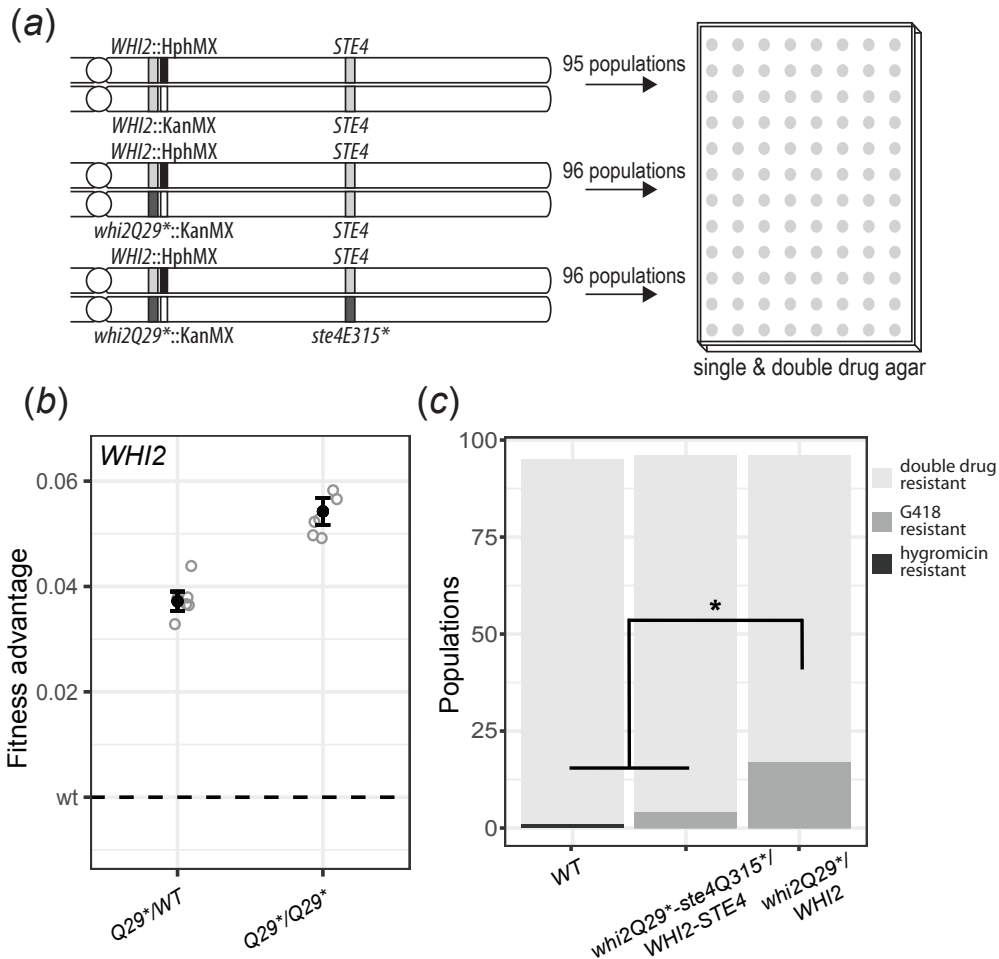 (a)
WHI2::HphMX STE4
WHI2::KanMX STE4
95 populations
WHI2::HphMX STE4
whi2Q29*::KanMX STE4
96 populations
WHI2::HphMX STE4
whi2Q29*::KanMX ste4E315*
96 populations
single & double drug agar
(b)
WHI2
Fitness advantage
0.06
0.04
0.02
wt
Q29*/WT
Q29*/Q29*
(c)
Populations
100
75
50
25
0
*
WT
whi2Q29*-ste4Q315*/
WHI2-STE4
whi2Q29*/
WHI2
double drug
resistant
G418
resistant
hygromicin
resistant